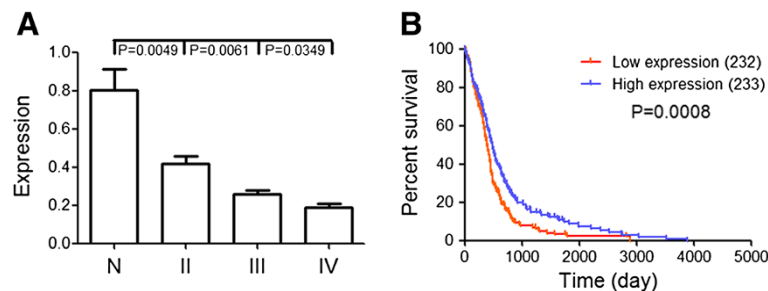 A
P=0.0049 P=0.0061 P=0.0349
1.0
0.8
0.6
0.4
0.2
0.0
Expression
N II III IV
B
100
80
60
40
20
0
Percent survival
Low expression (232)
High expression (233)
P=0.0008
0 1000 2000 3000 4000 5000
Time (day)